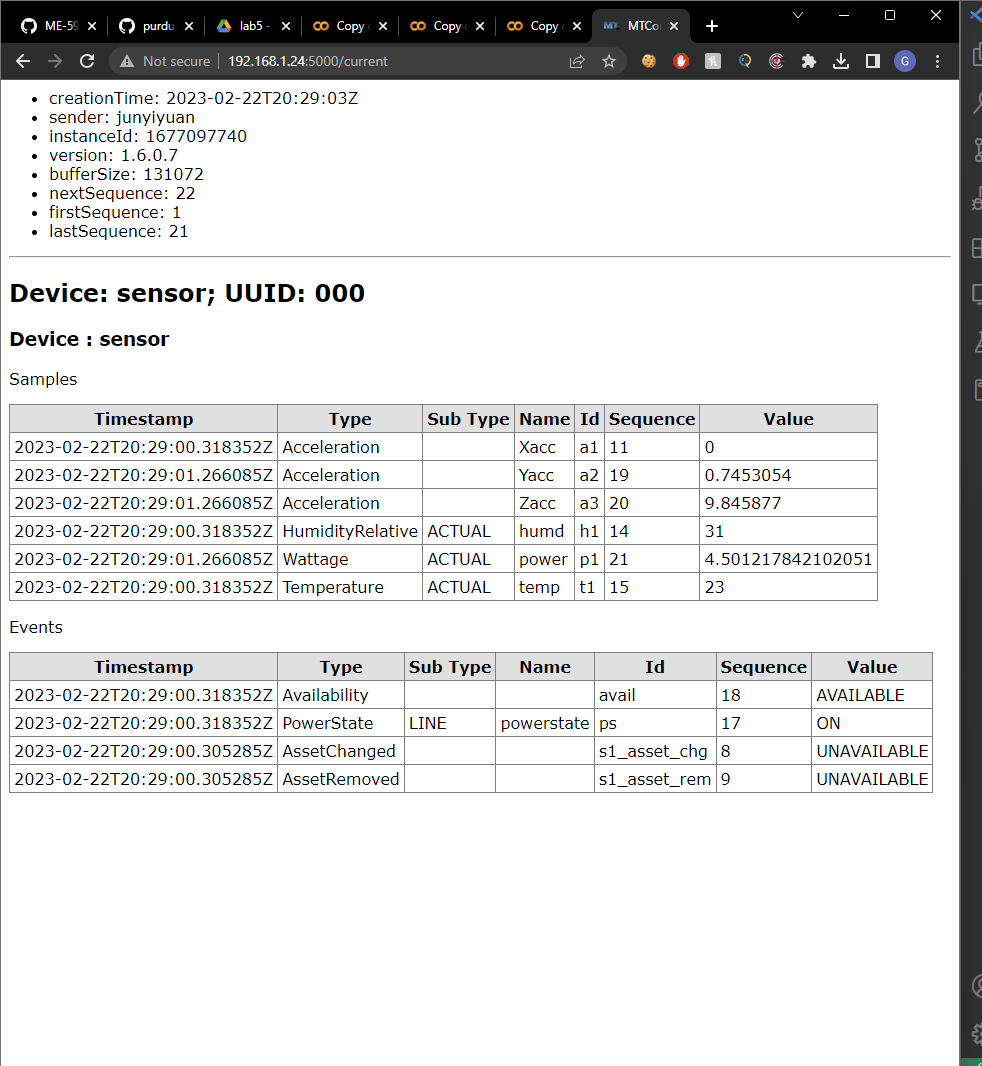 ME-59
purdu
lab5 -
Copy
Copy
Copy
MTCo
Not secure
192.168.1.24:5000/current
G
creationTime: 2023-02-22T20:29:03Z
sender: junyiyuan
instanceId: 1677097740
version: 1.6.0.7
bufferSize: 131072
nextSequence: 22
firstSequence: 1
lastSequence: 21
Device: sensor; UUID: 000
Device : sensor
Samples
Timestamp Type Sub Type Name Id Sequence Value
2023-02-22T20:29:00.318352Z Acceleration Xacc a1 11 0
2023-02-22T20:29:01.266085Z Acceleration Yacc a2 19 0.7453054
2023-02-22T20:29:01.266085Z Acceleration Zacc a3 20 9.845877
2023-02-22T20:29:00.318352Z HumidityRelative ACTUAL humd h1 14 31
2023-02-22T20:29:01.266085Z Wattage ACTUAL power p1 21 4.501217842102051
2023-02-22T20:29:00.318352Z Temperature ACTUAL temp t1 15 23
Events
Timestamp Type Sub Type Name Id Sequence Value
2023-02-22T20:29:00.318352Z Availability avail 18 AVAILABLE
2023-02-22T20:29:00.318352Z PowerState LINE powerstate ps 17 ON
2023-02-22T20:29:00.305285Z AssetChanged s1_asset_chg 8 UNAVAILABLE
2023-02-22T20:29:00.305285Z AssetRemoved s1_asset_rem 9 UNAVAILABLE